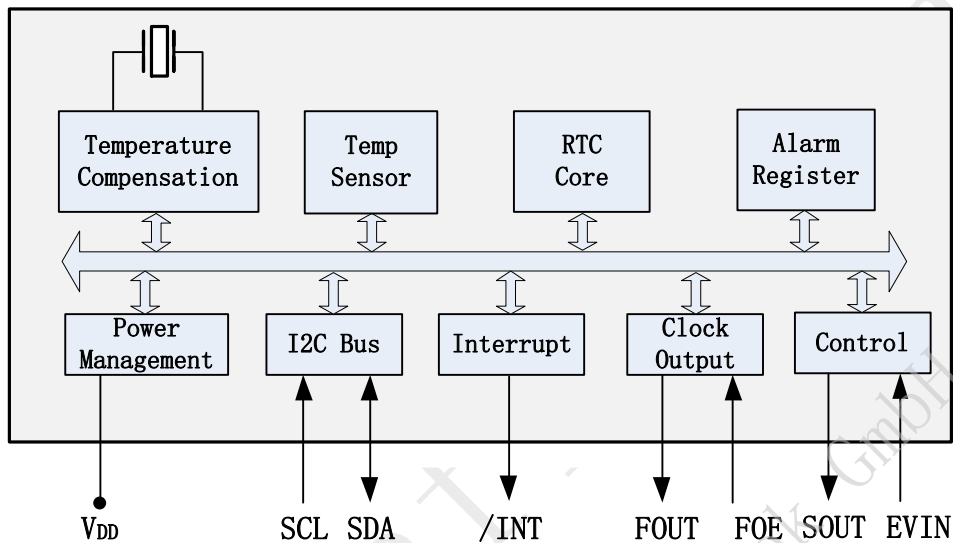 Temperature
Compensation
Temp
Sensor
RTC
Core
Alarm
Register
Power
Management
I2C Bus
Interrupt
Clock
Output
Control
VDD
SCL
SDA
/INT
FOUT
FOE
SOUT
EVIN
GmbH